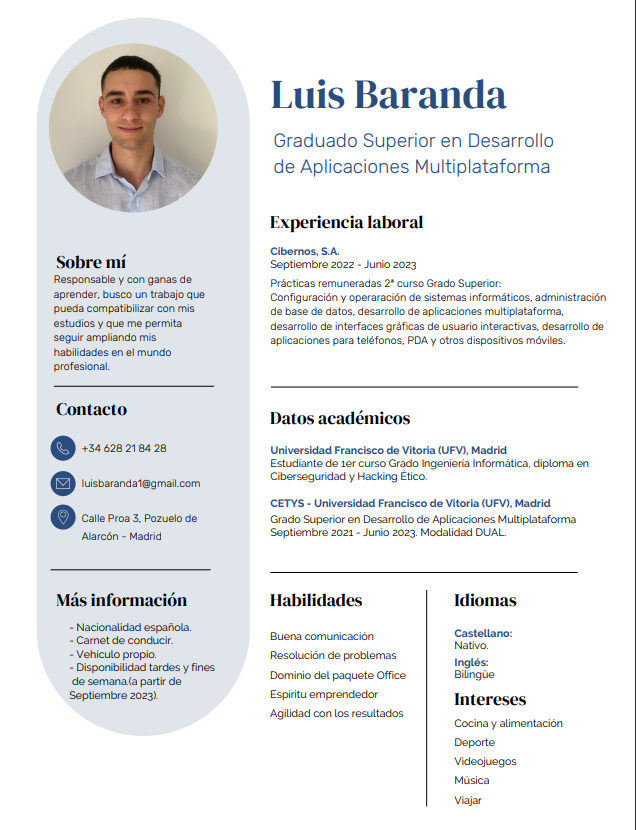 Luis Baranda
Graduado Superior en Desarrollo
de Aplicaciones Multiplataforma
Sobre mí
Responsable y con ganas de
aprender, busco un trabajo que
pueda compatibilizar con mis
estudios y que me permita
seguir ampliando mis
habilidades en el mundo
profesional.
Contacto
+34 628 21 84 28
luisbaranda1@gmail.com
Calle Proa 3, Pozuelo de
Alarcón - Madrid
Más información
- Nacionalidad española.
- Carnet de conducir.
- Vehículo propio.
- Disponibilidad tardes y fines
de semana.(a partir de
Septiembre 2023).
Experiencia laboral
Cibernos, S.A.
Septiembre 2022 - Junio 2023
Prácticas remuneradas 2ª curso Grado Superior:
Configuración y operaración de sistemas informáticos, administración
de base de datos, desarrollo de aplicaciones multiplataforma,
desarrollo de interfaces gráficas de usuario interactivas, desarrollo de
aplicaciones para teléfonos, PDA y otros dispositivos móviles.
Datos académicos
Universidad Francisco de Vitoria (UFV), Madrid
Estudiante de 1er curso Grado Ingeniería Informática, diploma en
Ciberseguridad y Hacking Ético.
CETYS - Universidad Francisco de Vitoria (UFV), Madrid
Grado Superior en Desarrollo de Aplicaciones Multiplataforma
Septiembre 2021 - Junio 2023. Modalidad DUAL.
Habilidades
Buena comunicación
Resolución de problemas
Dominio del paquete Office
Espíritu emprendedor
Agilidad con los resultados
Idiomas
Castellano:
Nativo.
Inglés:
Bilingüe
Intereses
Cocina y alimentación
Deporte
Videojuegos
Música
Viajar